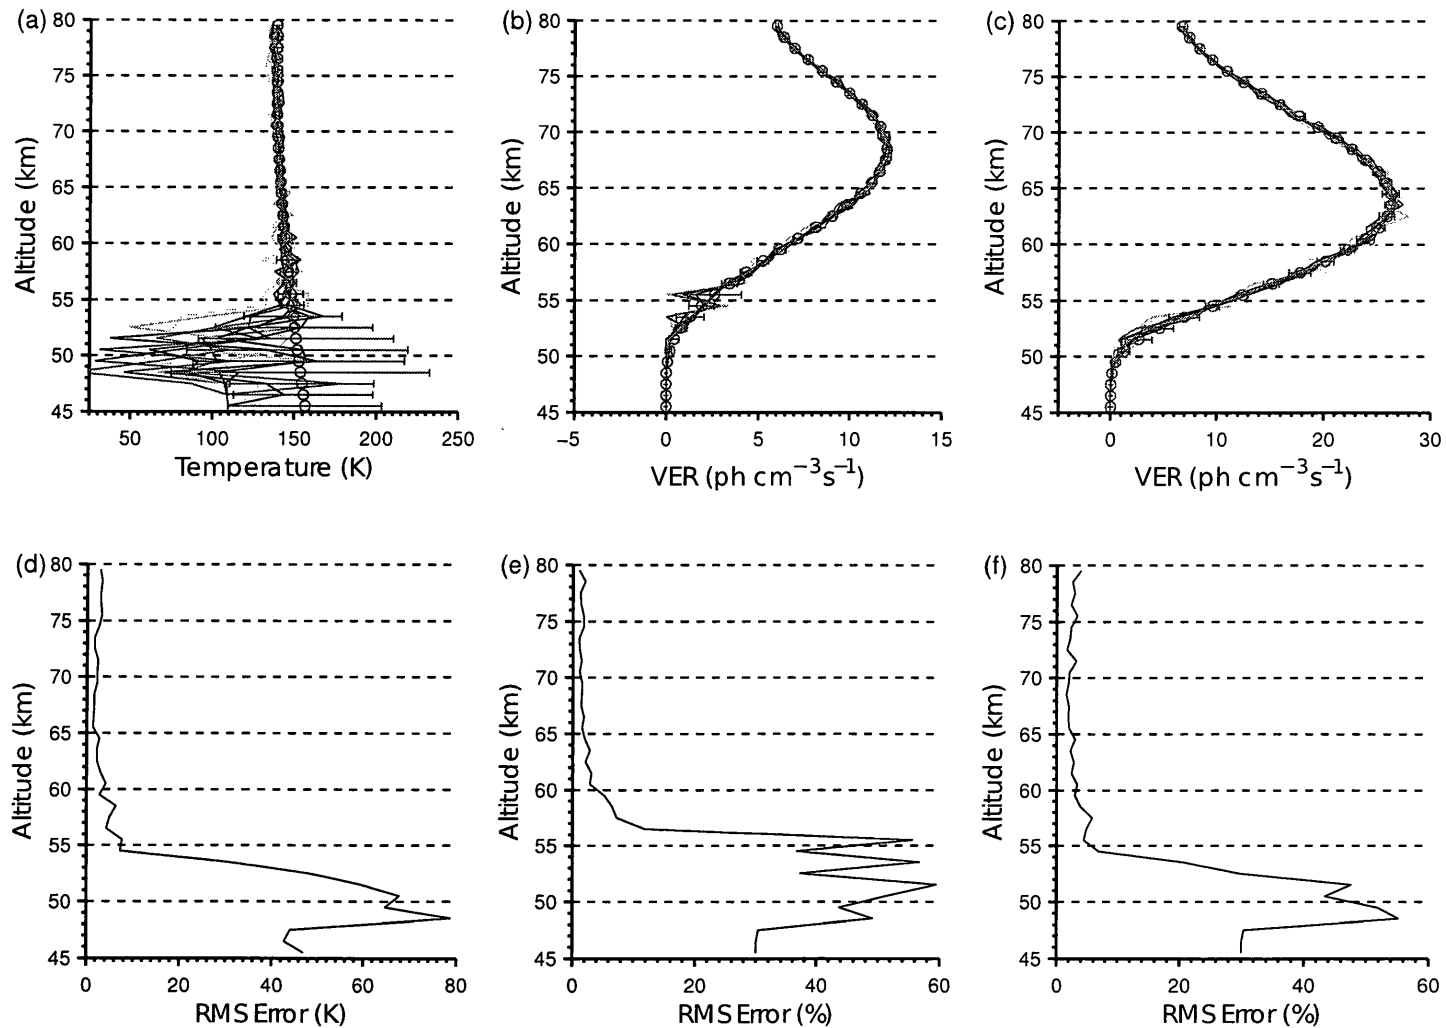 (a) 80 (b) 80 (c) 80
75 75 75
70 70 70
65 65 65
60 60 60
55 55 55
50 50 50
45 45 45
Altitude (km) Altitude (km) Altitude (km)
50 100 150 200 250 −5 0 5 10 15 0 10 20 30
Temperature (K) VER (ph cm−3s−1) VER (ph cm−3s−1)
(d) 80 (e) 80 (f) 80
75 75 75
70 70 70
65 65 65
60 60 60
55 55 55
50 50 50
45 45 45
Altitude (km) Altitude (km) Altitude (km)
0 20 40 60 80 0 20 40 60 0 20 40 60
RMS Error (K) RMS Error (%) RMS Error (%)